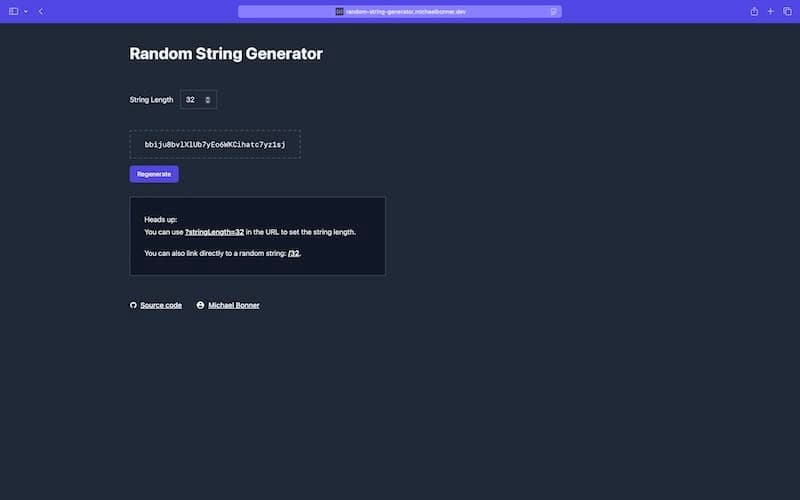 random-string-generator.michaelbonner.dev
Random String Generator
String Length 32
bbiju8bvlXlUb7yEo6WKCihatc7yz1sj
Regenerate
Heads up:
You can use ?stringLength=32 in the URL to set the string length.
You can also link directly to a random string: /32.
Source code Michael Bonner